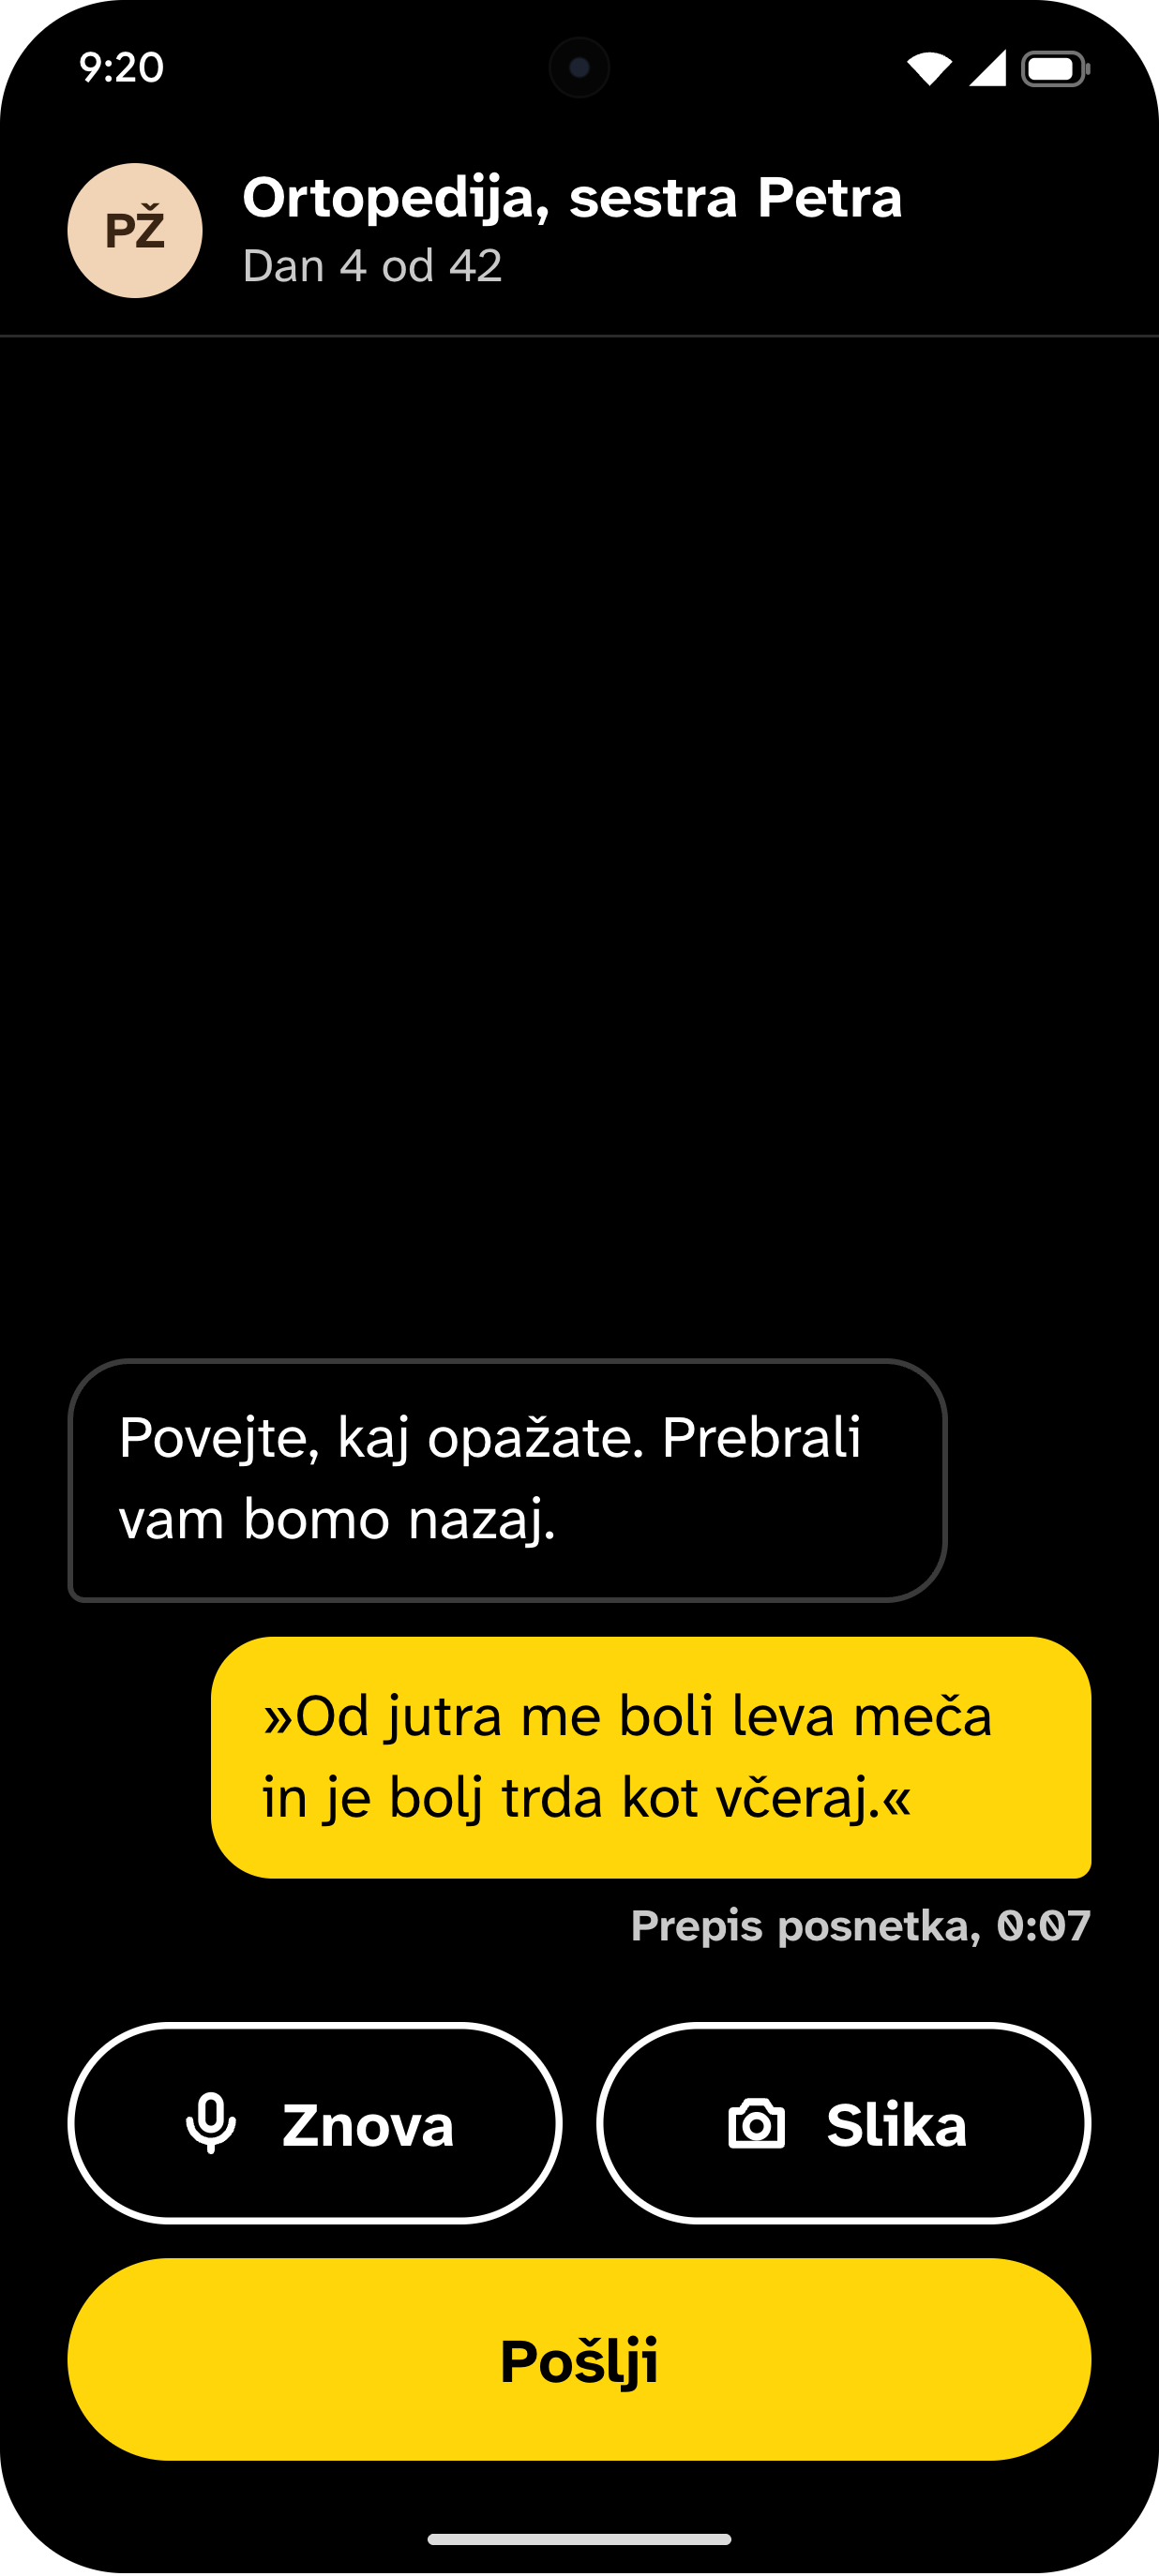 9:20
PŽ
Ortopedija, sestra Petra
Dan 4 od 42
Povejte, kaj opažate. Prebrali
vam bomo nazaj.
»Od jutra me boli leva meča
in je bolj trda kot včeraj.«
Prepis posnetka, 0:07
Znova
Slika
Pošlji